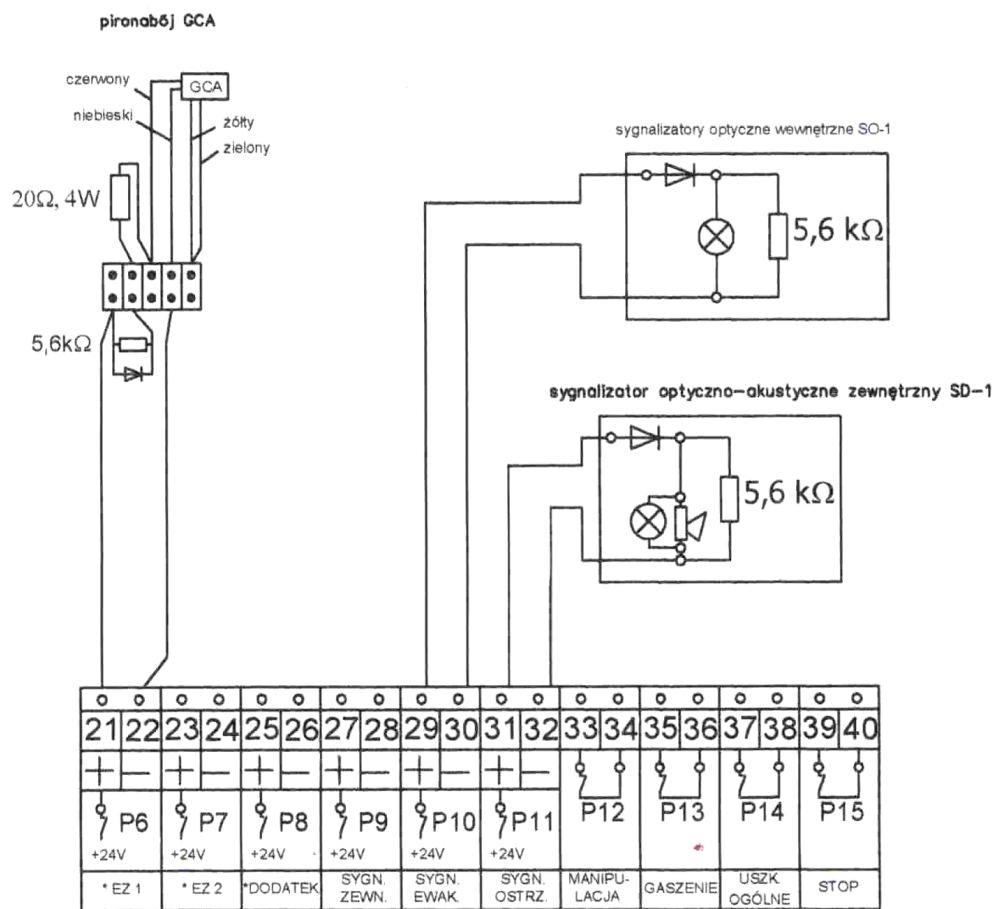 pironabój GCA
czerwony
GCA
niebieski
żółty
zielony
20Ω, 4W
5,6kΩ
sygnalizatory optyczne wewnętrzne SO-1
5,6 kΩ
sygnalizator optyczno-akustyczne zewnętrzny SD-1
5,6 kΩ
21 22 23 24 25 26 27 28 29 30 31 32 33 34 35 36 37 38 39 40
+ − + − + − + − + − + −
P6 P7 P8 P9 P10 P11 P12 P13 P14 P15
+24V +24V +24V +24V +24V +24V
* EZ 1
* EZ 2
*DODATEK
SYGN.
ZEWN.
SYGN.
EWAK.
SYGN.
OSTRZ.
MANIPU-
LACJA
GASZENIE
USZK.
OGÓLNE
STOP